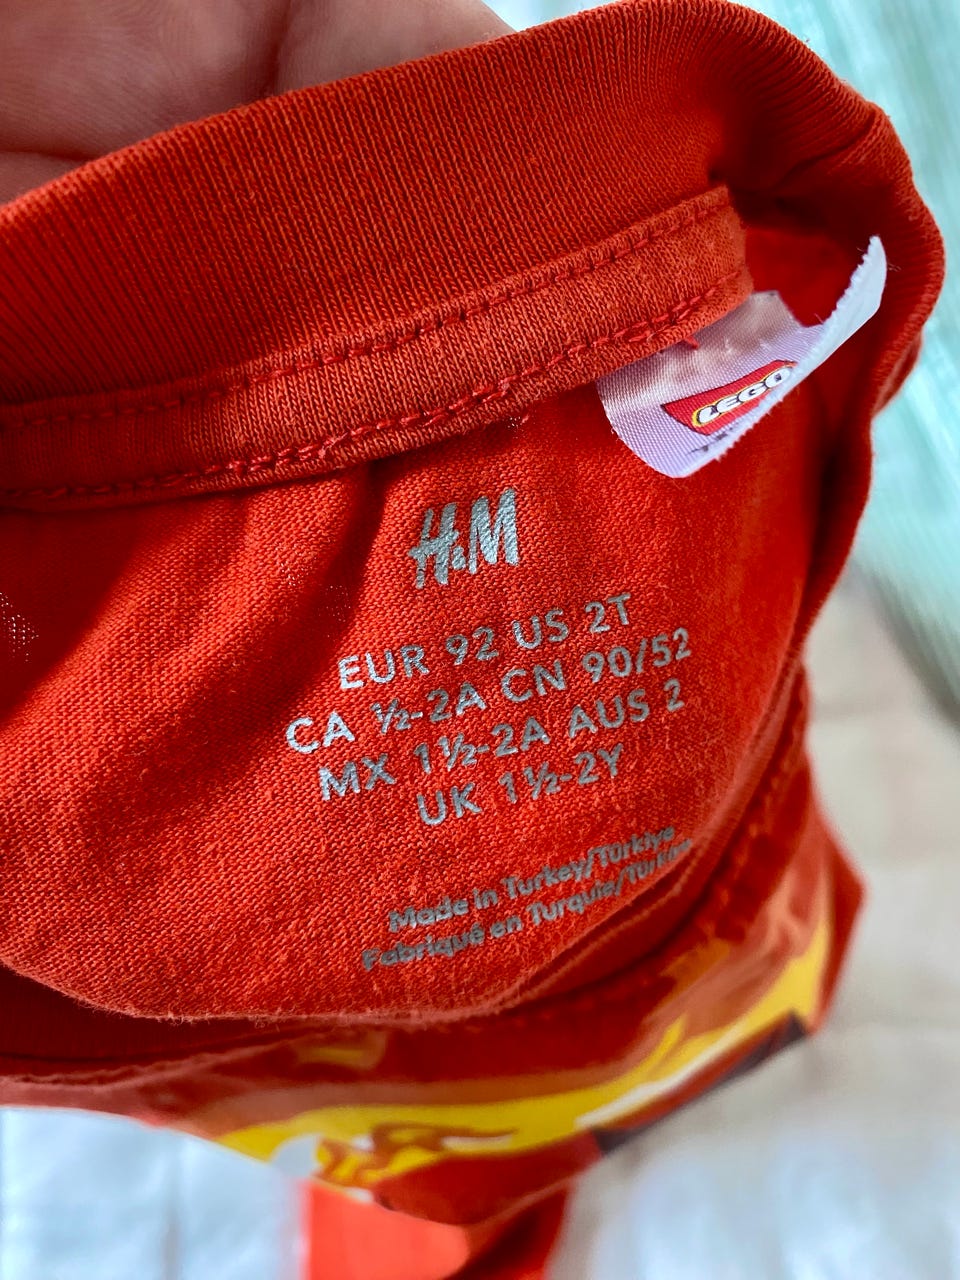 LEGO
H&M
EUR 92 US 2T
CA ½-2A CN 90/52
MX 1½-2A AUS 2
UK 1½-2Y
Made in Turkey/Türkiye
Fabriqué en Turquie/Türkiye